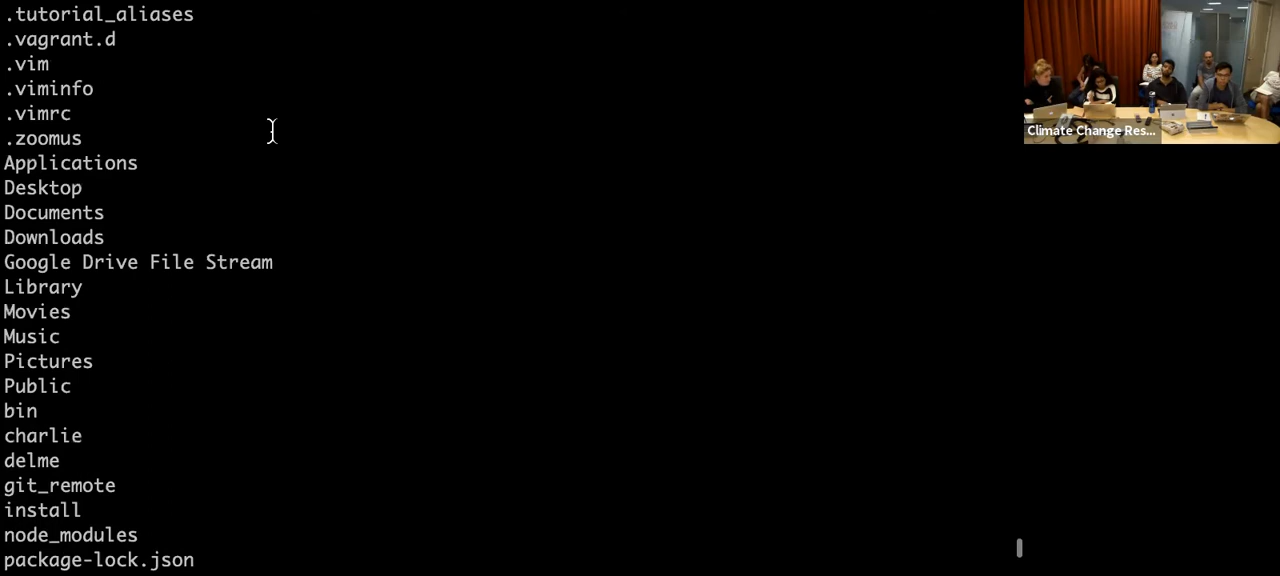 .tutorial_aliases
.vagrant.d
.vim
.viminfo
.vimrc
.zoomus
Applications
Desktop
Documents
Downloads
Google Drive File Stream
Library
Movies
Music
Pictures
Public
bin
charlie
delme
git_remote
install
node_modules
package-lock.json
Climate Change Res...